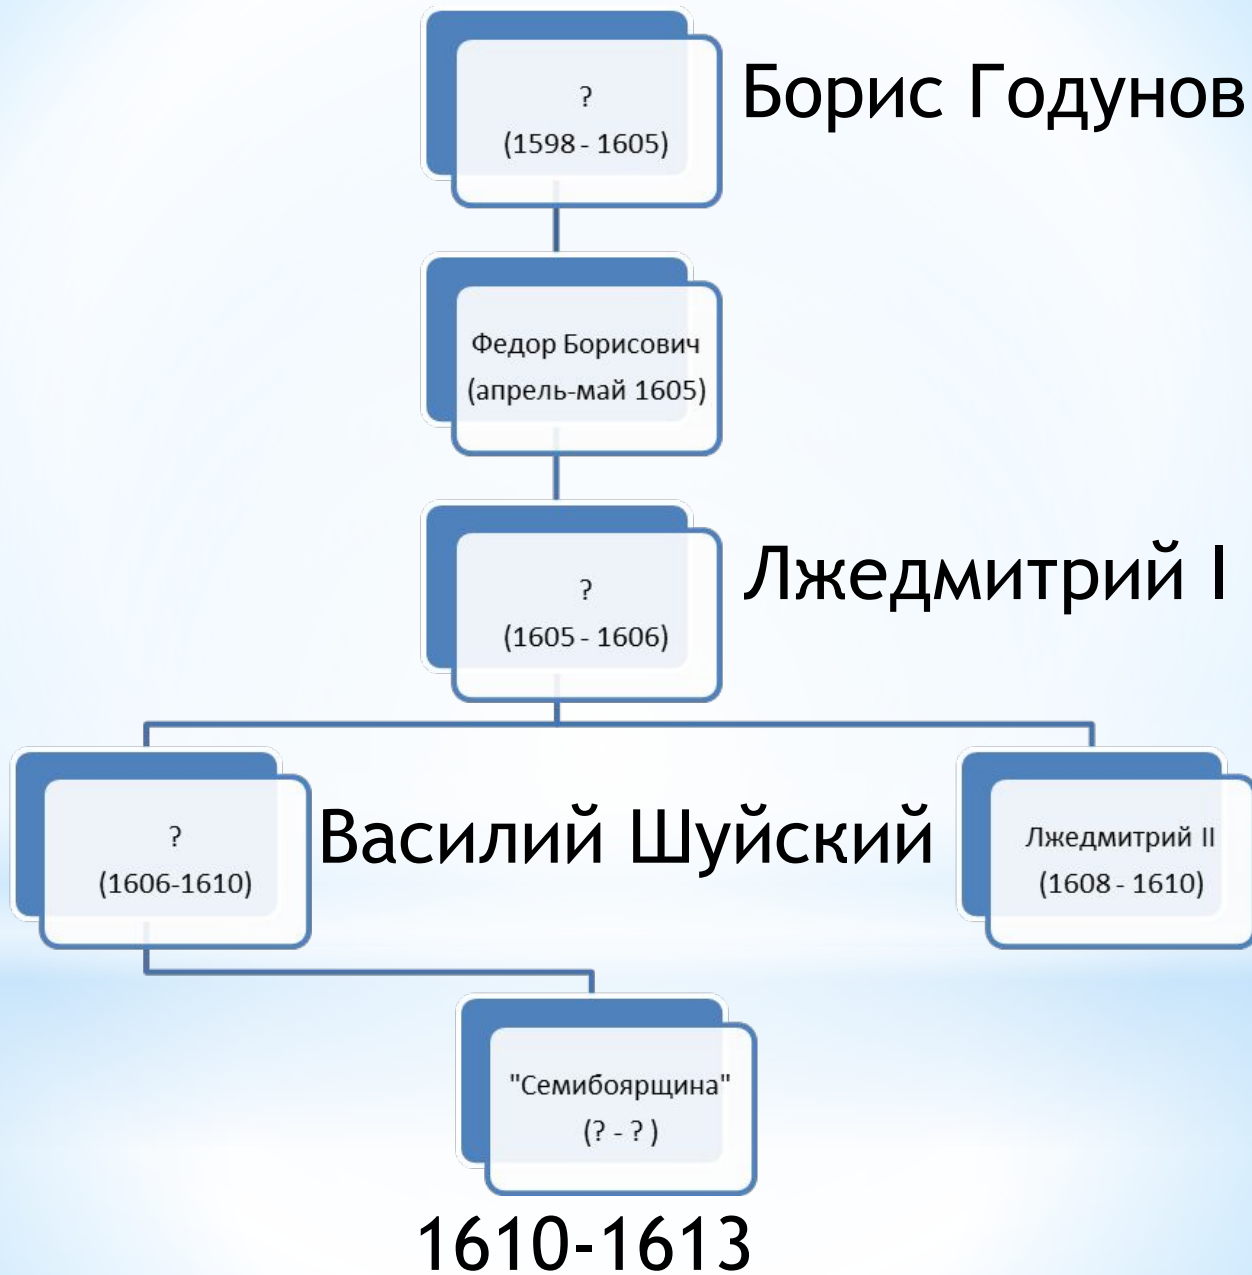 ?
(1598 - 1605)
Борис Годунов
Федор Борисович
(апрель-май 1605)
?
(1605 - 1606)
Лжедмитрий I
?
(1606-1610)
Василий Шуйский
Лжедмитрий II
(1608 - 1610)
"Семибоярщина"
(? - ? )
1610-1613